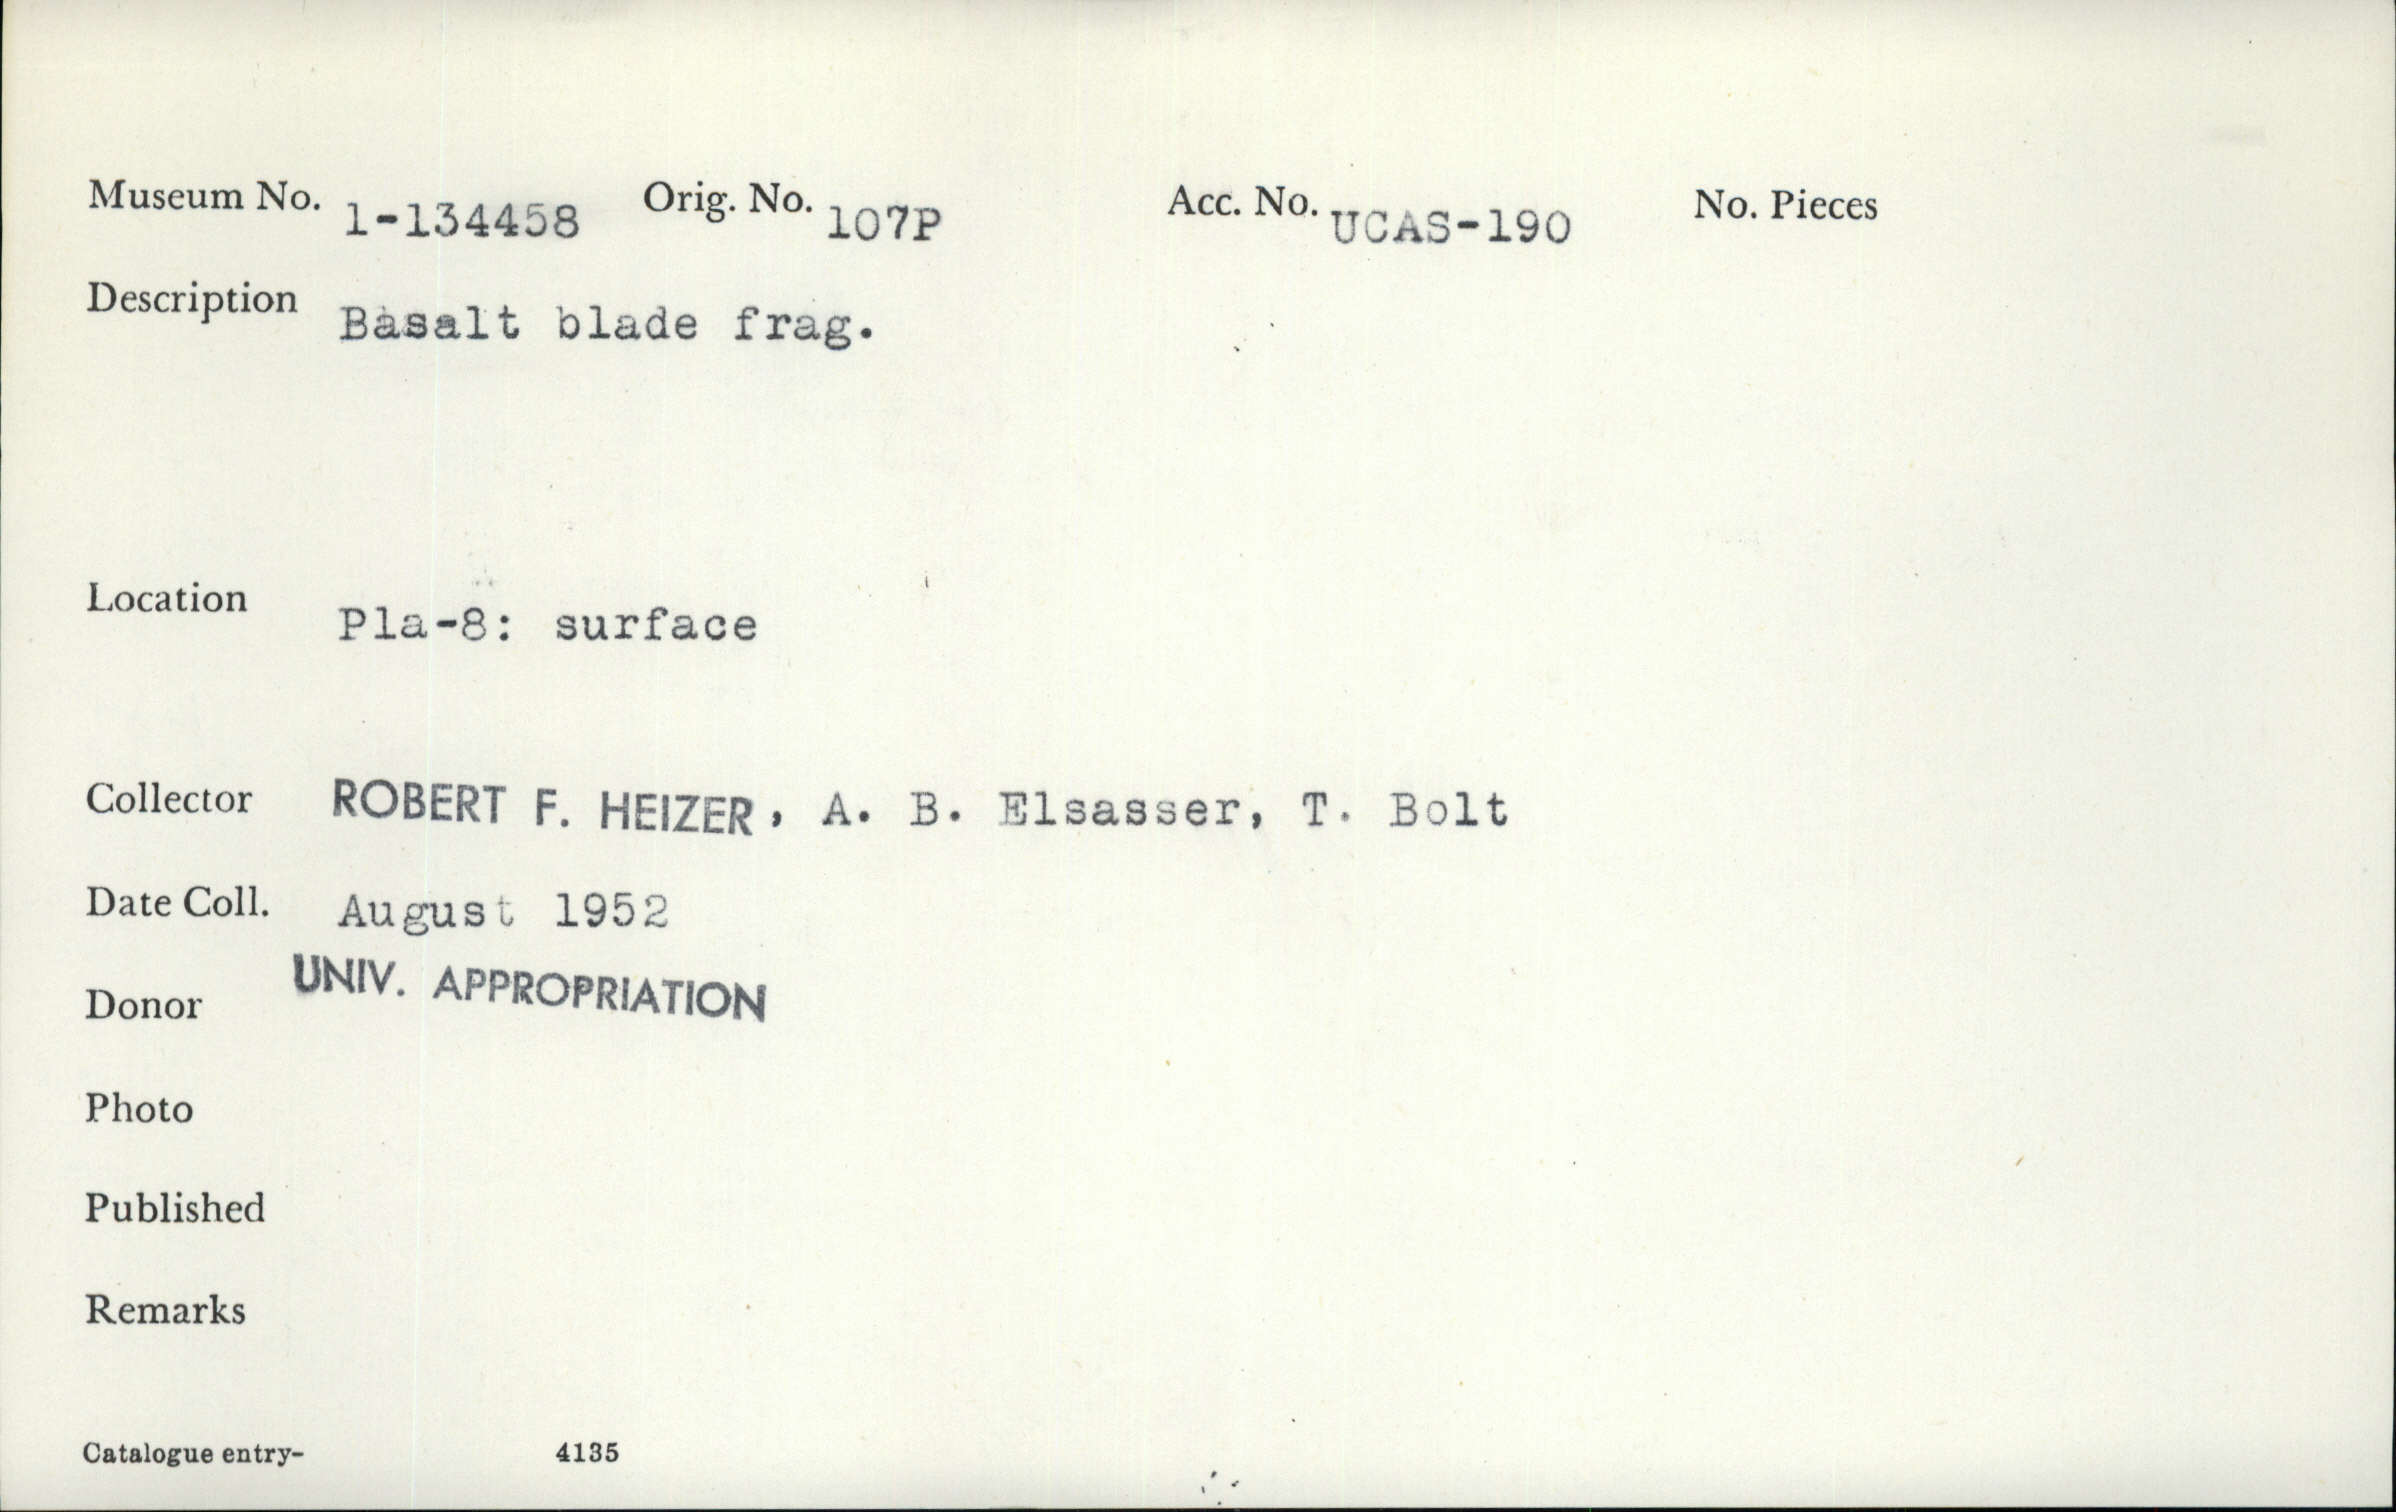 Museum No. 1-134458 Orig. No. 107P Acc. No. UCAS-190 No. Pieces
Description Basalt blade frag.
Location Pla-8: surface
Collector ROBERT F. HEIZER, A. B. Elsasser, T. Bolt
Date Coll. August 1952
Donor UNIV. APPROPRIATION
Photo
Published
Remarks
Catalogue entry- 4135